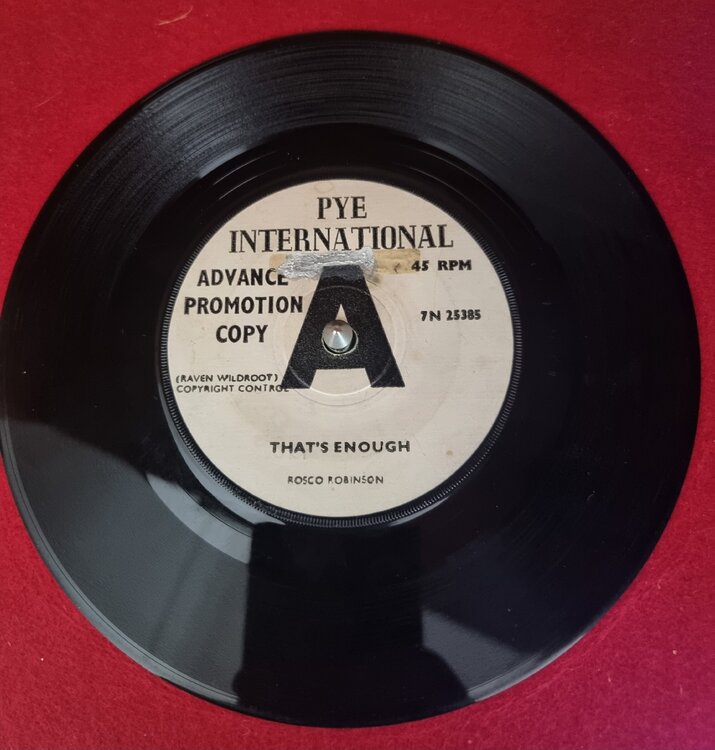 PYE
INTERNATIONAL
45 RPM
ADVANCE
PROMOTION
COPY
A
7N 25385
(RAVEN WILDROOT)
COPYRIGHT CONTROL
THAT'S ENOUGH
ROSCO ROBINSON